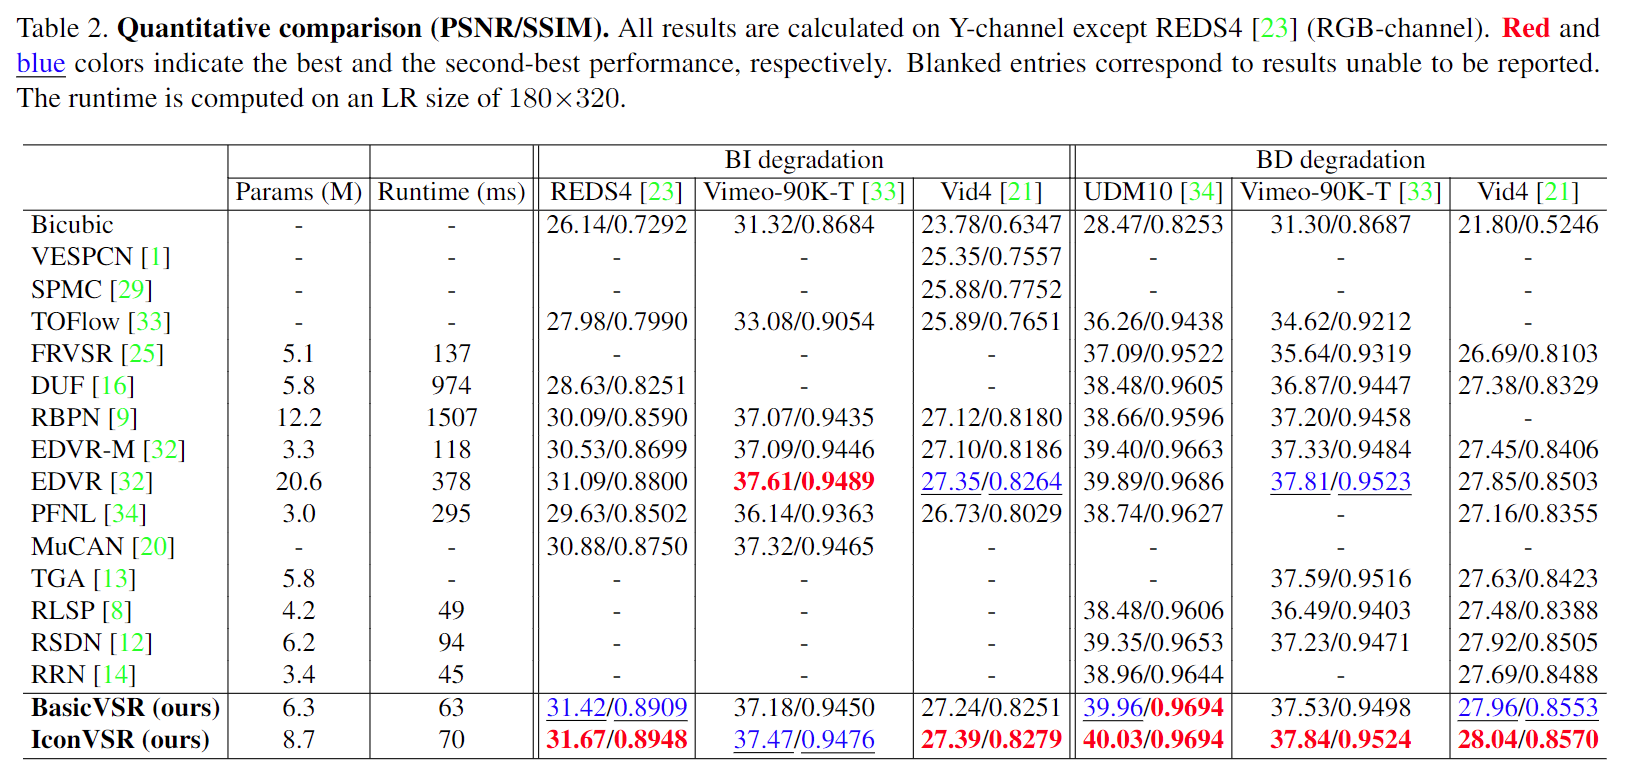 Table 2. Quantitative comparison (PSNR/SSIM). All results are calculated on Y-channel except REDS4 [23] (RGB-channel). Red and
blue colors indicate the best and the second-best performance, respectively. Blanked entries correspond to results unable to be reported.
The runtime is computed on an LR size of 180×320.
BI degradation BD degradation
Params (M) Runtime (ms) REDS4 [23] Vimeo-90K-T [33] Vid4 [21] UDM10 [34] Vimeo-90K-T [33] Vid4 [21]
Bicubic - - 26.14/0.7292 31.32/0.8684 23.78/0.6347 28.47/0.8253 31.30/0.8687 21.80/0.5246
VESPCN [1] - - - - 25.35/0.7557 - - -
SPMC [29] - - - - 25.88/0.7752 - - -
TOFlow [33] - - 27.98/0.7990 33.08/0.9054 25.89/0.7651 36.26/0.9438 34.62/0.9212 -
FRVSR [25] 5.1 137 - - - 37.09/0.9522 35.64/0.9319 26.69/0.8103
DUF [16] 5.8 974 28.63/0.8251 - - 38.48/0.9605 36.87/0.9447 27.38/0.8329
RBPN [9] 12.2 1507 30.09/0.8590 37.07/0.9435 27.12/0.8180 38.66/0.9596 37.20/0.9458 -
EDVR-M [32] 3.3 118 30.53/0.8699 37.09/0.9446 27.10/0.8186 39.40/0.9663 37.33/0.9484 27.45/0.8406
EDVR [32] 20.6 378 31.09/0.8800 37.61/0.9489 27.35/0.8264 39.89/0.9686 37.81/0.9523 27.85/0.8503
PFNL [34] 3.0 295 29.63/0.8502 36.14/0.9363 26.73/0.8029 38.74/0.9627 - 27.16/0.8355
MuCAN [20] - - 30.88/0.8750 37.32/0.9465 - - - -
TGA [13] 5.8 - - - - - 37.59/0.9516 27.63/0.8423
RLSP [8] 4.2 49 - - - 38.48/0.9606 36.49/0.9403 27.48/0.8388
RSDN [12] 6.2 94 - - - 39.35/0.9653 37.23/0.9471 27.92/0.8505
RRN [14] 3.4 45 - - - 38.96/0.9644 - 27.69/0.8488
BasicVSR (ours) 6.3 63 31.42/0.8909 37.18/0.9450 27.24/0.8251 39.96/0.9694 37.53/0.9498 27.96/0.8553
IconVSR (ours) 8.7 70 31.67/0.8948 37.47/0.9476 27.39/0.8279 40.03/0.9694 37.84/0.9524 28.04/0.8570